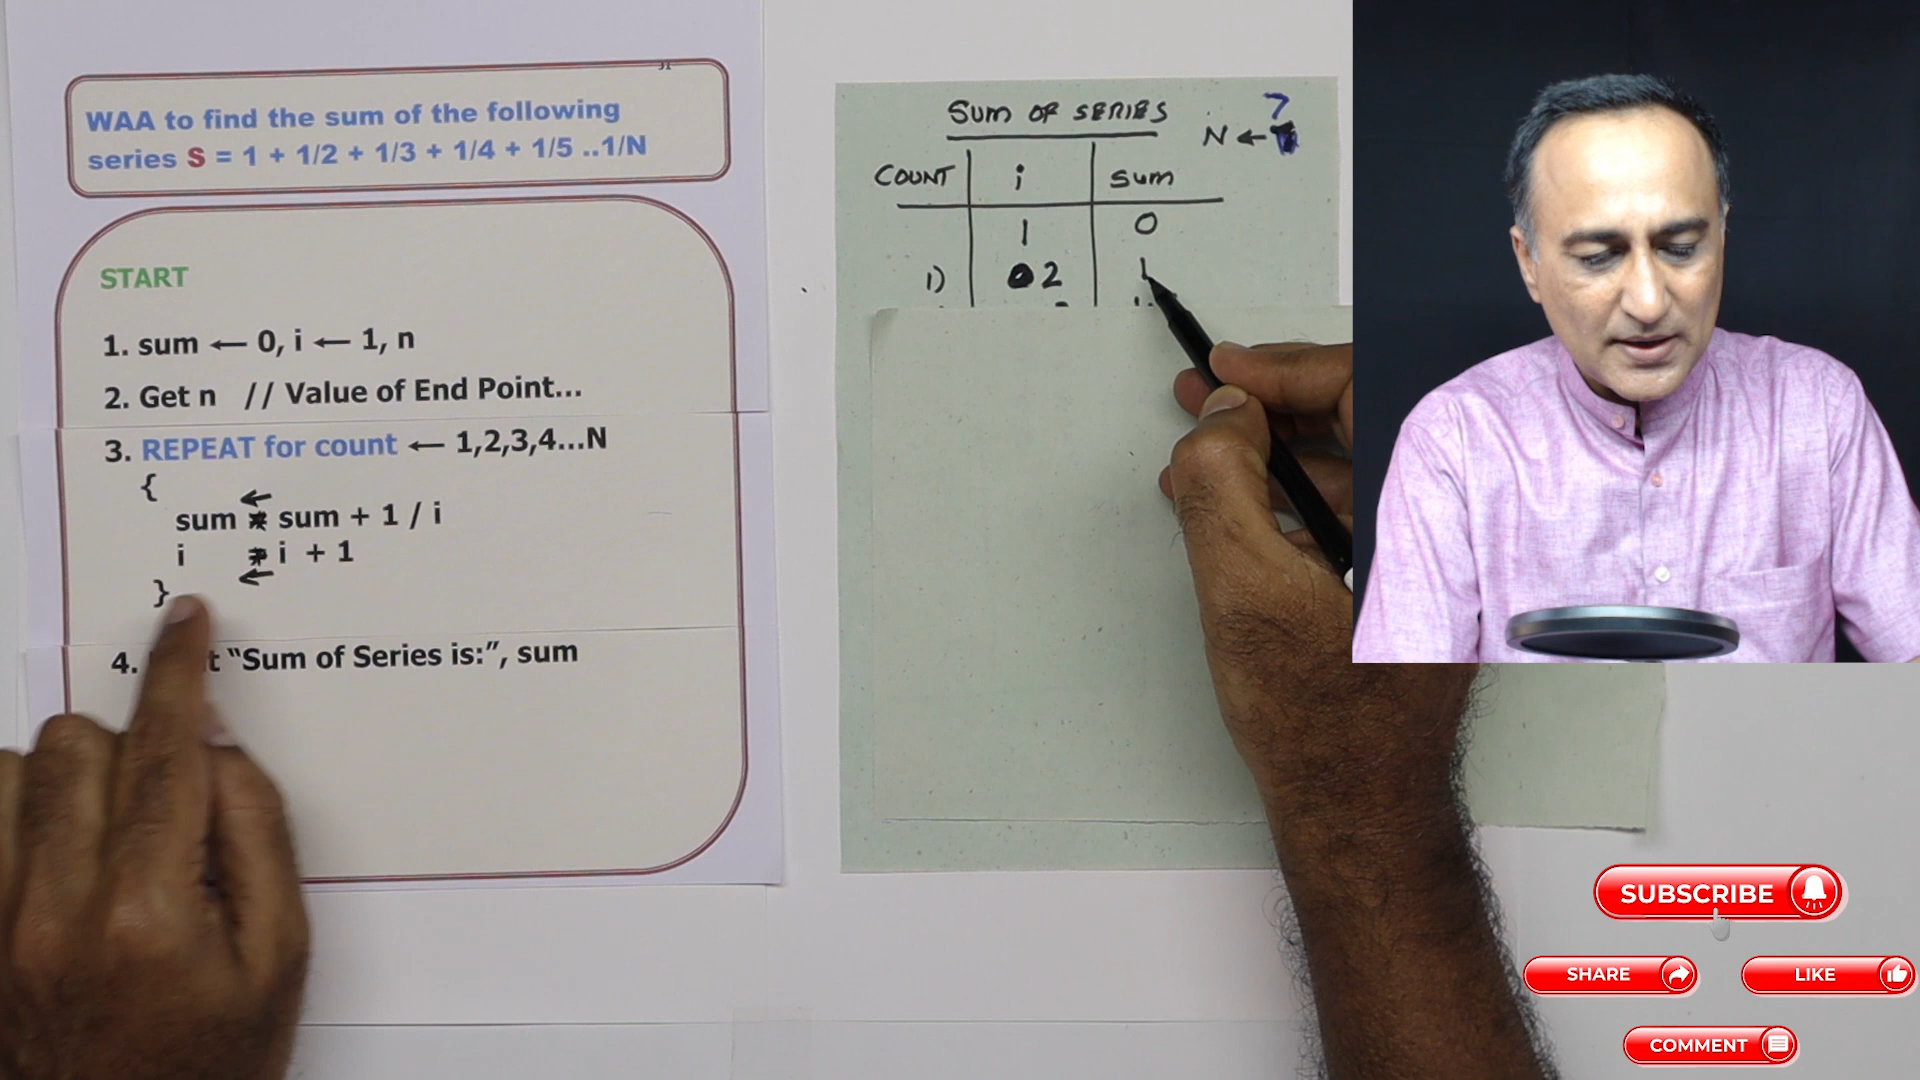 WAA to find the sum of the following
series S = 1 + 1/2 + 1/3 + 1/4 + 1/5 ..1/N
START
1. sum ← 0, i ← 1, n
2. Get n // Value of End Point...
3. REPEAT for count ← 1,2,3,4...N
{
sum ← sum + 1 / i
i ← i + 1
}
4. "Sum of Series is:", sum
SUM OF SERIES
N ← 7
COUNT i sum
1 0
1) 2 1
SUBSCRIBE
SHARE
LIKE
COMMENT